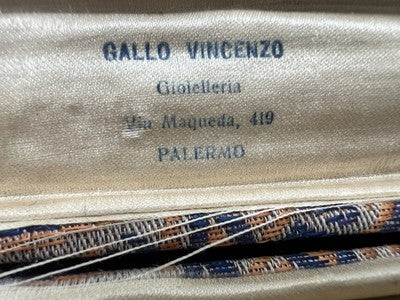 GALLO VINCENZO
Gioielleria
Via Maqueda, 419
PALERMO